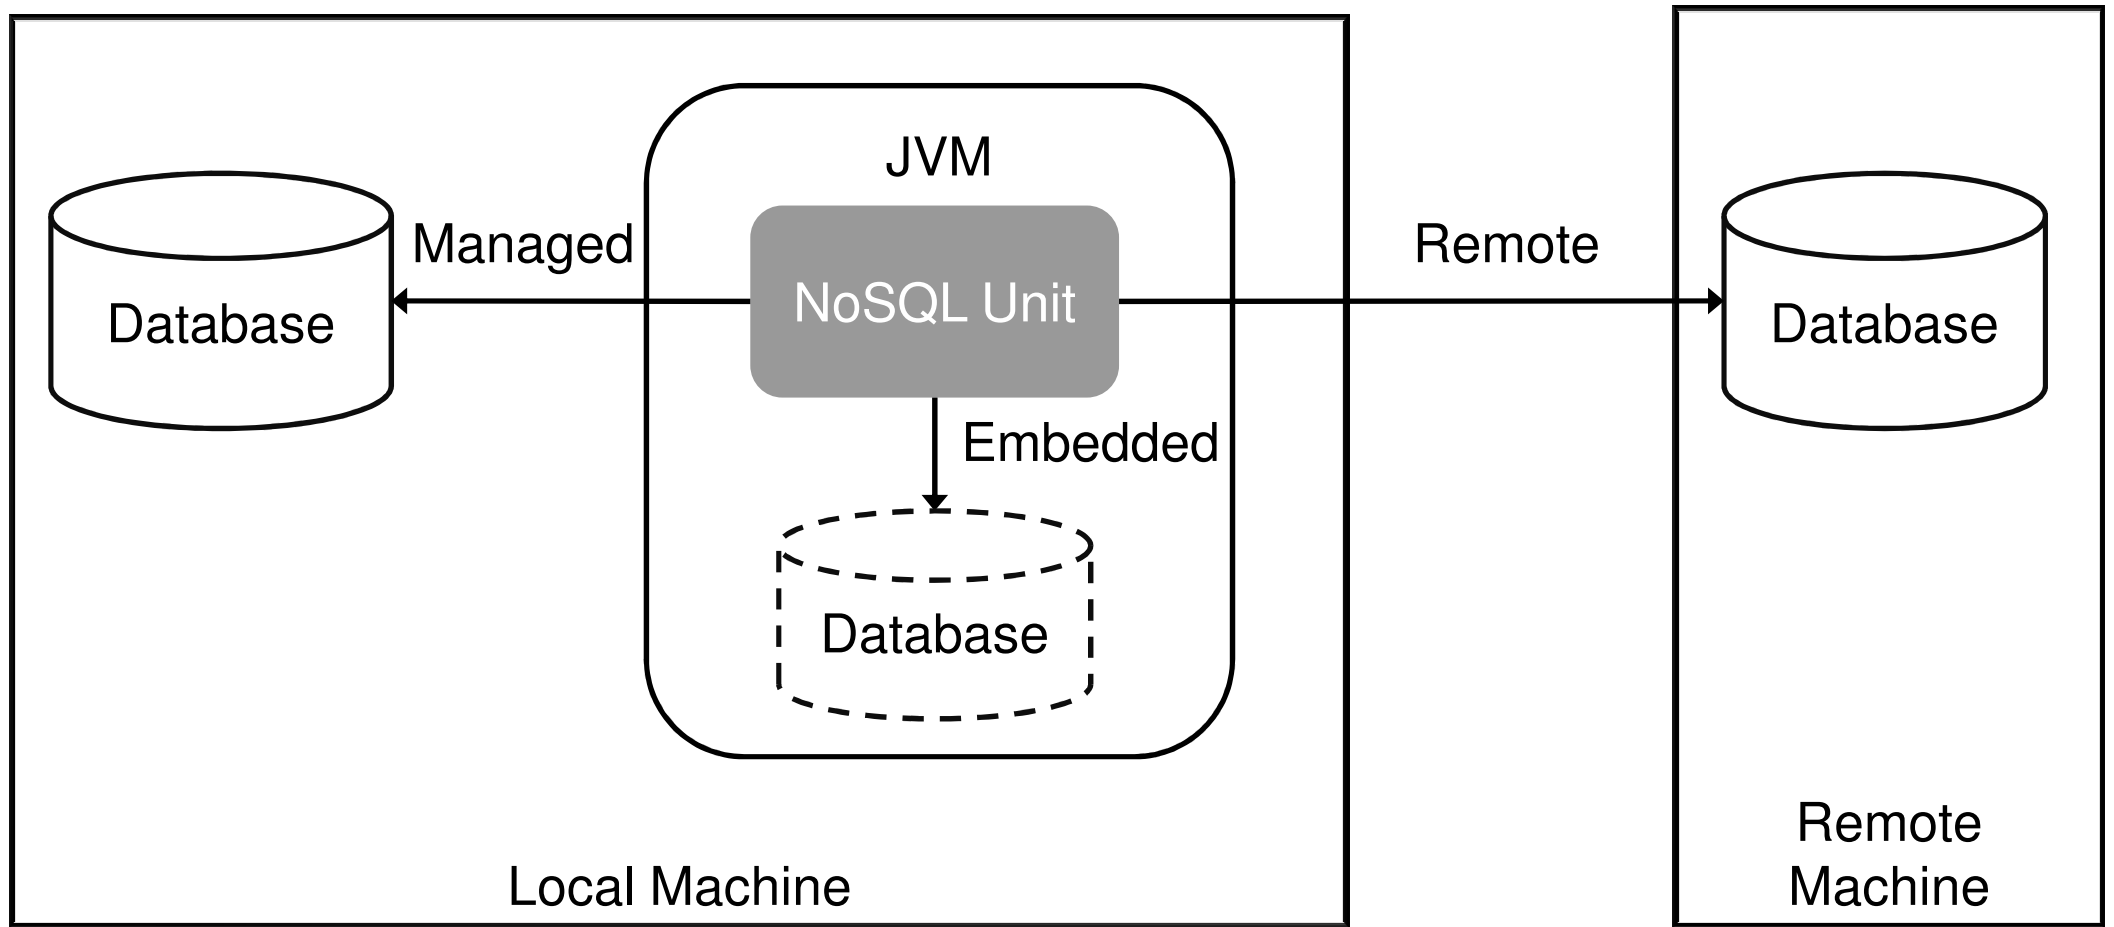 JVM
Managed
Remote
NoSQL Unit
Database
Database
Embedded
Database
Remote
Machine
Local Machine